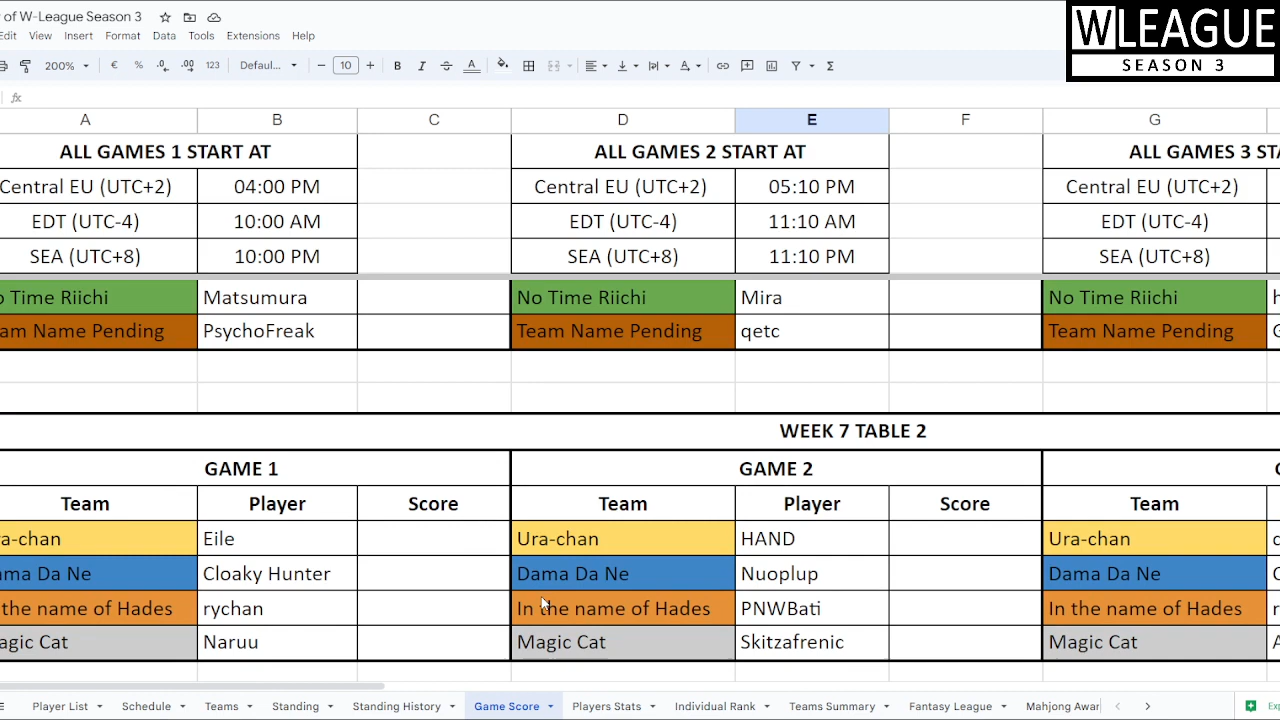 of W-League Season 3
WLEAGUE
SEASON 3
Edit View Insert Format Data Tools Extensions Help
200% € % .0 .00 123 Defaul... − 10 + B I S A Σ
fx
A B C D E F G
ALL GAMES 1 START AT ALL GAMES 2 START AT ALL GAMES 3 STA
Central EU (UTC+2) 04:00 PM Central EU (UTC+2) 05:10 PM Central EU (UTC+2)
EDT (UTC-4) 10:00 AM EDT (UTC-4) 11:10 AM EDT (UTC-4)
SEA (UTC+8) 10:00 PM SEA (UTC+8) 11:10 PM SEA (UTC+8)
o Time Riichi Matsumura No Time Riichi Mira No Time Riichi h
am Name Pending PsychoFreak Team Name Pending qetc Team Name Pending G
WEEK 7 TABLE 2
GAME 1 GAME 2 G
Team Player Score Team Player Score Team
a-chan Eile Ura-chan HAND Ura-chan
ama Da Ne Cloaky Hunter Dama Da Ne Nuoplup Dama Da Ne
the name of Hades rychan In the name of Hades PNWBati In the name of Hades
agic Cat Naruu Magic Cat Skitzafrenic Magic Cat A
Player List Schedule Teams Standing Standing History Game Score Players Stats Individual Rank Teams Summary Fantasy League Mahjong Awar Exp